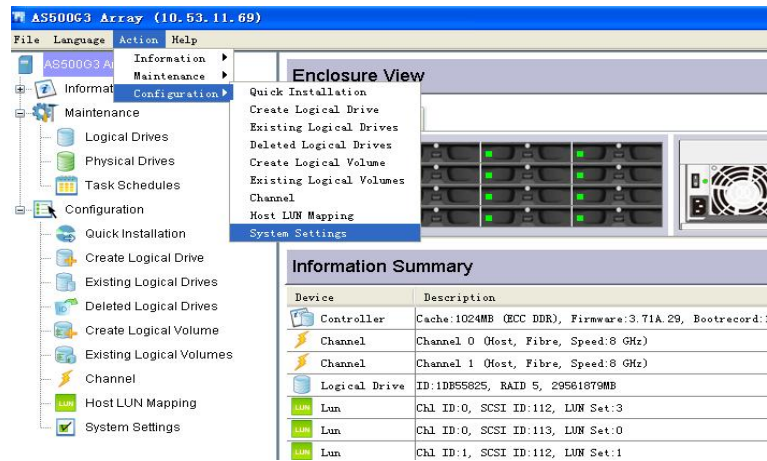 AS500G3 Array (10.53.11.69)
File Language Action Help
AS500G3 A
Information
Maintenance
Configuration
Quick Installation
Create Logical Drive
Existing Logical Drives
Deleted Logical Drives
Create Logical Volume
Existing Logical Volumes
Channel
Host LUN Mapping
System Settings
Informat
Maintenance
Logical Drives
Physical Drives
Task Schedules
Configuration
Quick Installation
Create Logical Drive
Existing Logical Drives
Deleted Logical Drives
Create Logical Volume
Existing Logical Volumes
Channel
LUN Host LUN Mapping
System Settings
Enclosure View
Information Summary
Device Description
Controller Cache:1024MB (ECC DDR), Firmware:3.71A.29, Bootrecord:
Channel Channel 0 (Host, Fibre, Speed:8 GHz)
Channel Channel 1 (Host, Fibre, Speed:8 GHz)
Logical Drive ID:1DB55825, RAID 5, 29561879MB
LUN Lun Chl ID:0, SCSI ID:112, LUN Set:3
LUN Lun Chl ID:0, SCSI ID:113, LUN Set:0
LUN Lun Chl ID:1, SCSI ID:112, LUN Set:1